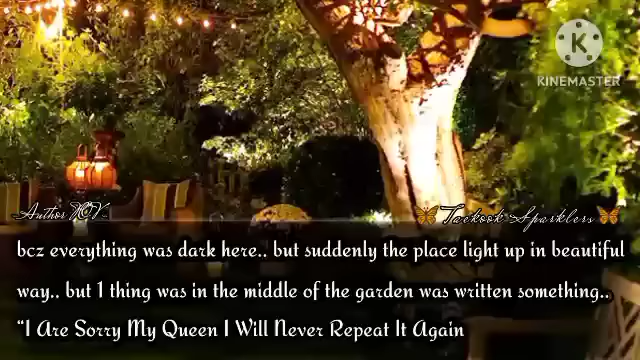 KINEMASTER
Author POV..
🦋 Taekook Sparklers 🦋
bcz everything was dark here.. but suddenly the place light up in beautiful
way.. but 1 thing was in the middle of the garden was written something..
“I Are Sorry My Queen I Will Never Repeat It Again